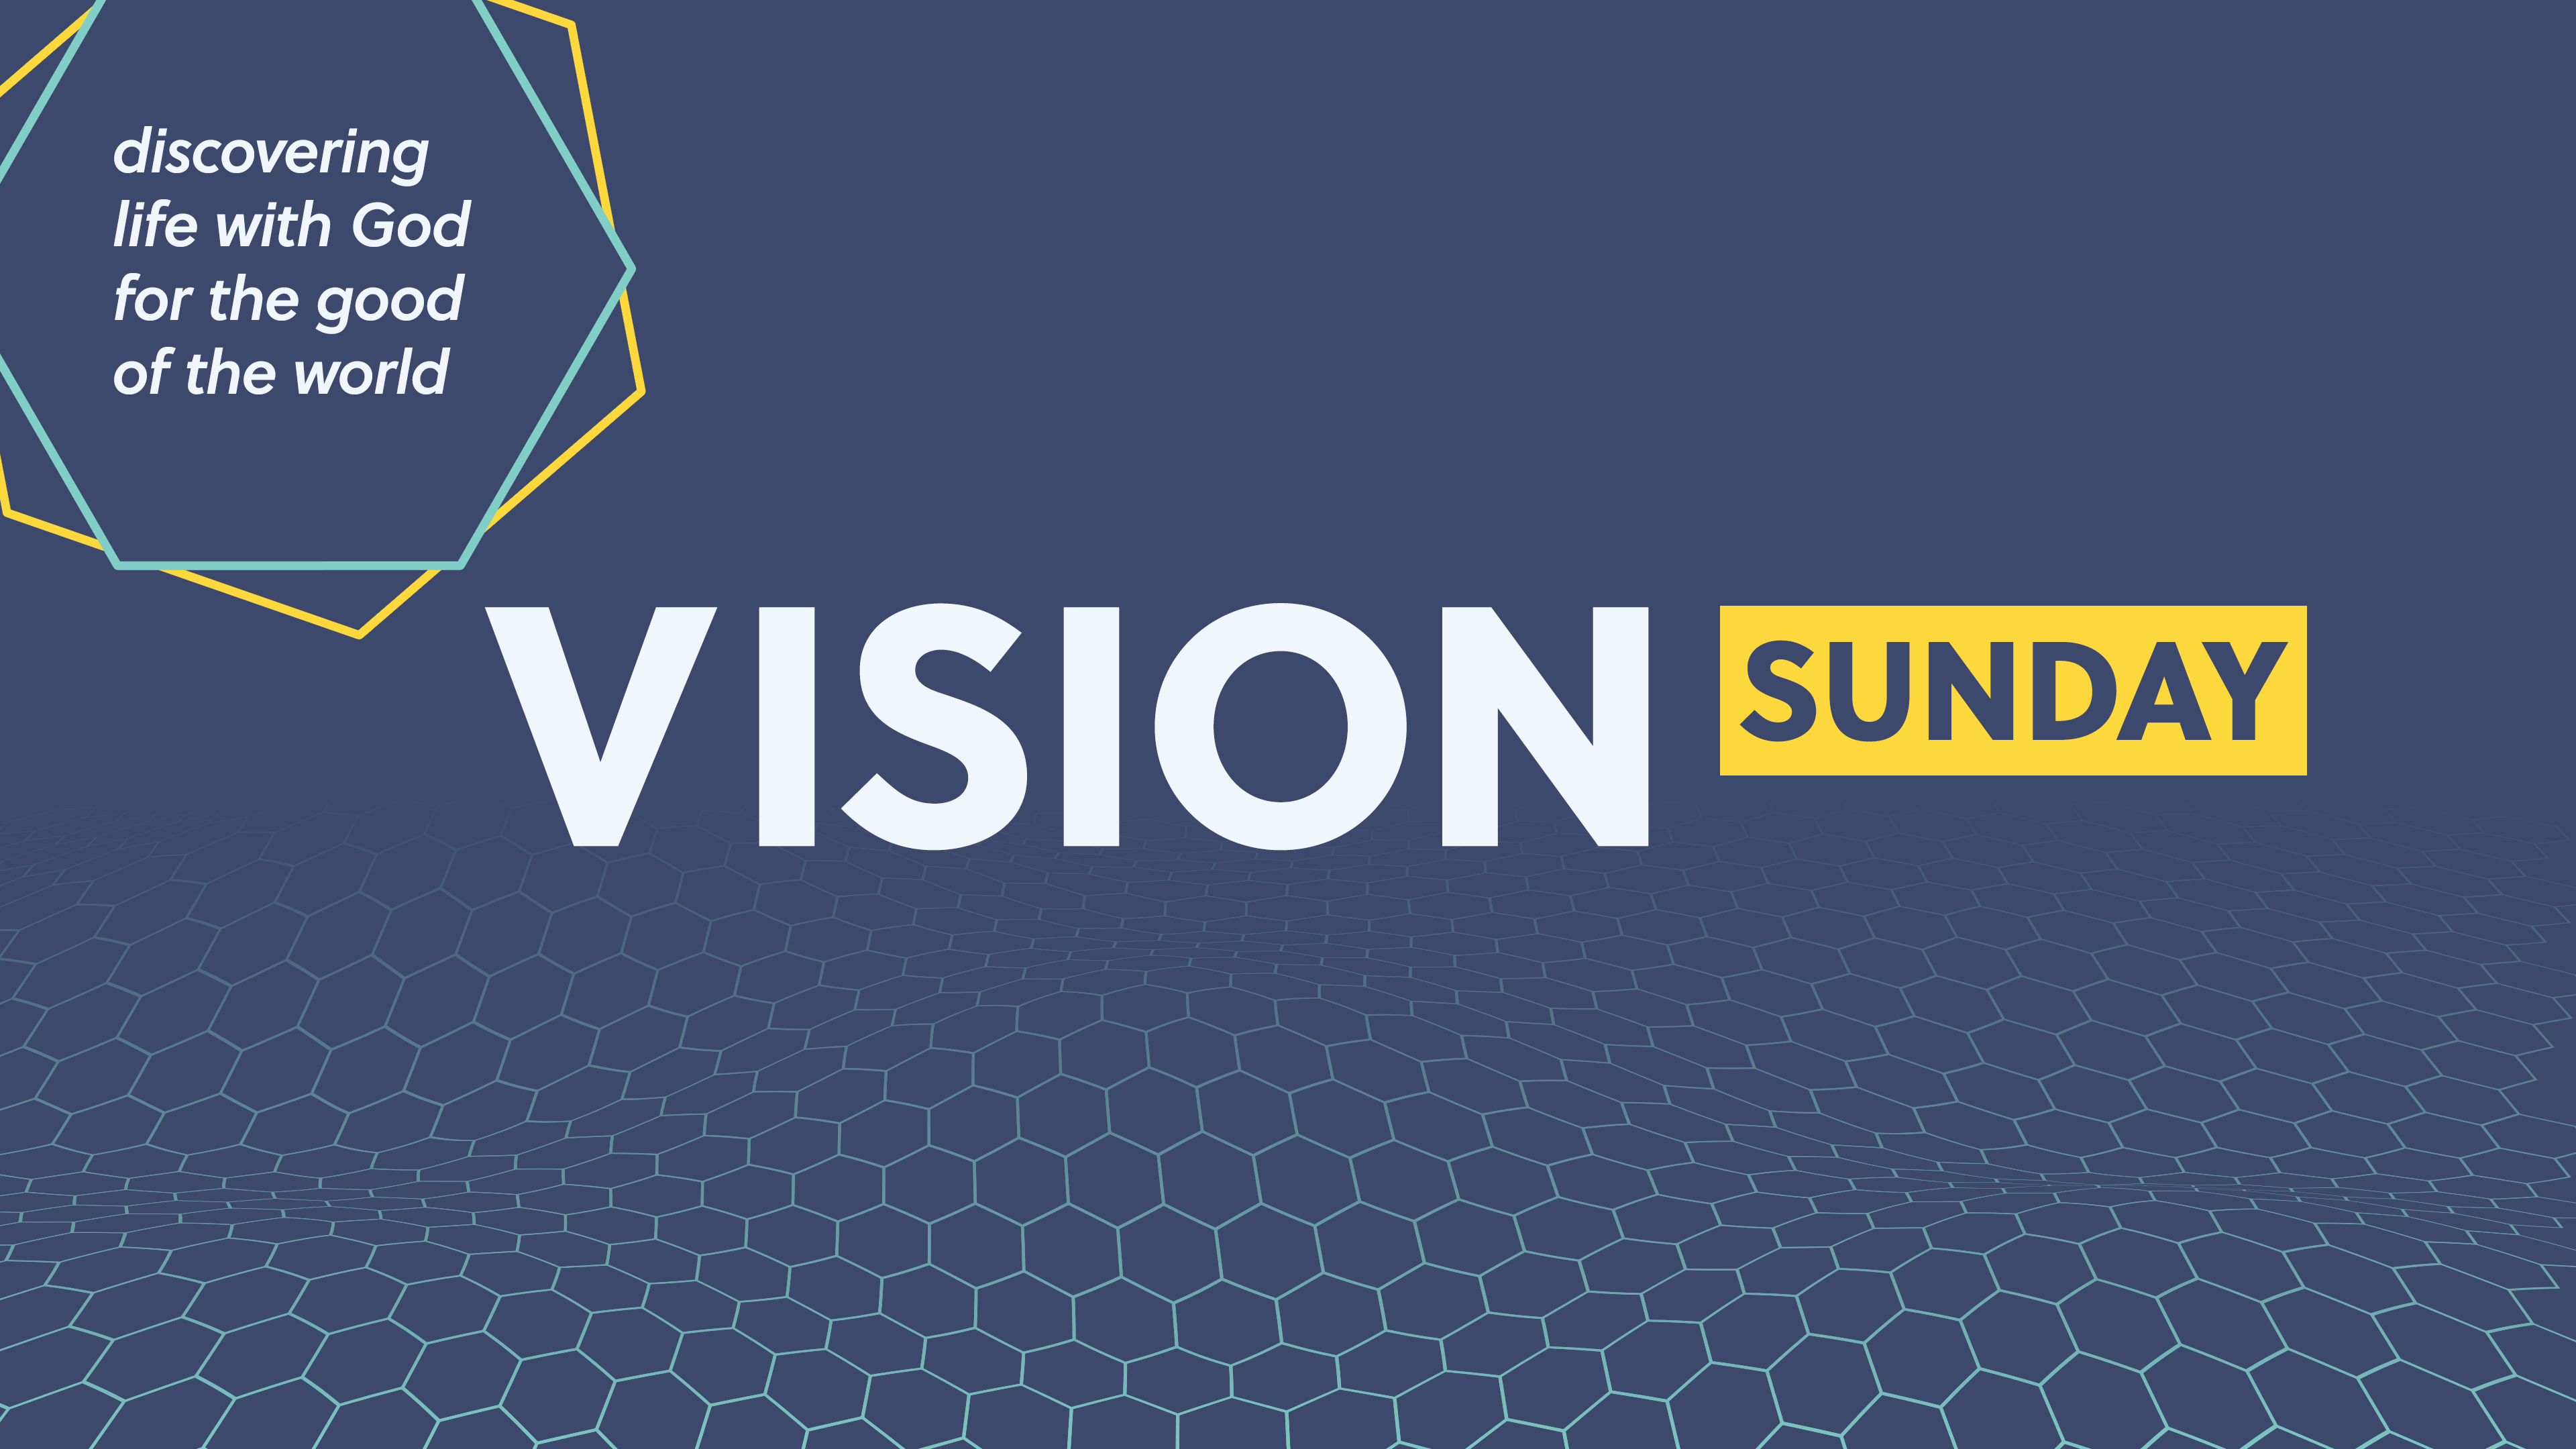 discovering
life with God
for the good
of the world
VISION SUNDAY